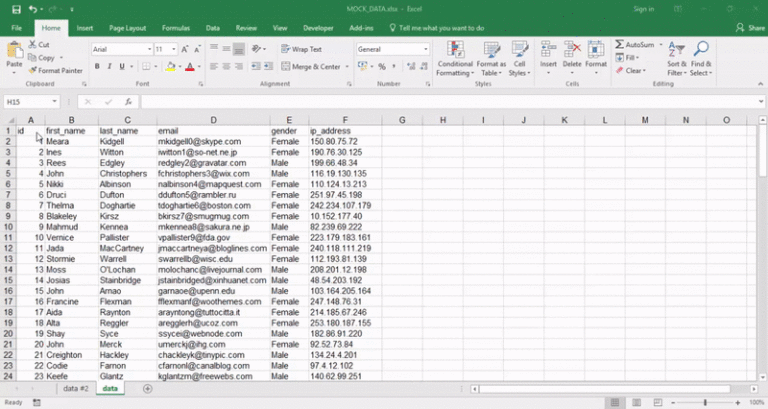 MOCK_DATA.xlsx - Excel
Sign in
File Home Insert Page Layout Formulas Data Review View Developer Add-ins Tell me what you want to do Share
Cut
Copy
Format Painter
Paste
Clipboard
Arial 11
Font
Wrap Text
Merge & Center
Alignment
General
Number
Conditional Formatting
Format as Table
Cell Styles
Styles
Insert Delete Format
Cells
AutoSum
Fill
Clear
Sort & Filter
Find & Select
Editing
H15
A B C D E F G H I J K L M N O
1 id first_name last_name email gender ip_address
2 1 Meara Kidgell mkidgell0@skype.com Female 150.80.75.72
3 2 Ines Witton iwitton1@so-net.ne.jp Female 190.76.30.125
4 3 Rees Edgley redgley2@gravatar.com Male 199.66.48.34
5 4 John Christophers fchristophers3@wix.com Male 116.19.130.135
6 5 Nikki Albinson nalbinson4@mapquest.com Female 110.124.13.213
7 6 Druci Dufton ddufton5@rambler.ru Female 251.97.45.198
8 7 Thelma Doghartie tdoghartie6@boston.com Female 242.234.107.179
9 8 Blakeley Kirsz bkirsz7@smugmug.com Female 10.152.177.40
10 9 Mahmud Kennea mkennea8@sakura.ne.jp Male 82.239.69.222
11 10 Vernice Pallister vpallister9@fda.gov Female 223.179.183.161
12 11 Jada MacCartney jmaccartneya@bloglines.com Female 240.118.111.219
13 12 Stormie Warrell swarrellb@wisc.edu Female 112.193.81.139
14 13 Moss O'Lochan molochanc@livejournal.com Male 208.201.12.198
15 14 Josias Stainbridge jstainbridged@xinhuanet.com Male 48.54.203.192
16 15 John Arnao garnaoe@upenn.edu Male 103.164.205.164
17 16 Francine Flexman fflexmanf@woothemes.com Female 247.148.76.31
18 17 Aida Raynton arayntong@tuttocitta.it Female 214.185.67.246
19 18 Alta Reggler aregglerh@ucoz.com Female 253.180.187.155
20 19 Shay Syce ssycei@webnode.com Male 182.86.91.220
21 20 John Merck umerckj@ihg.com Female 92.52.73.84
22 21 Creighton Hackley chackleyk@tinypic.com Male 134.24.4.201
23 22 Codie Farnon cfarnonl@canalblog.com Male 97.4.12.102
24 23 Keefe Glantz kglantzm@freewebs.com Male 140.62.99.251
data #2 data
100%